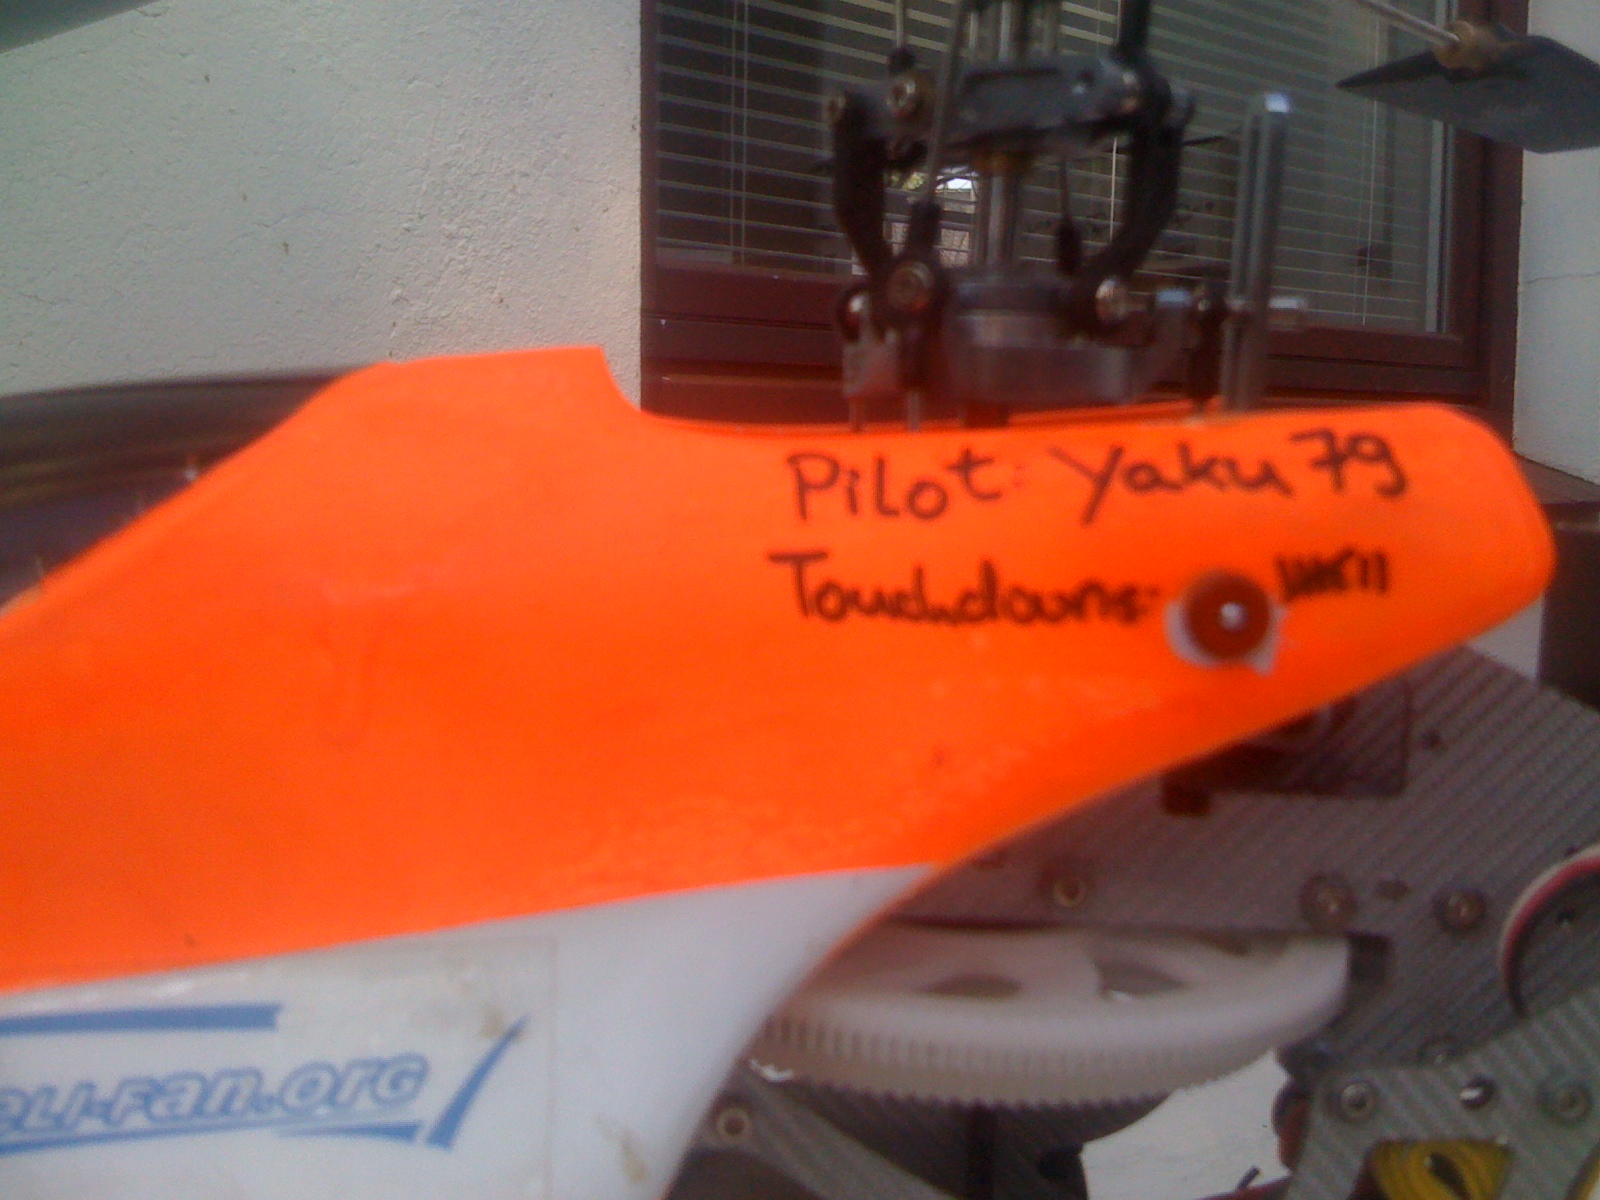 Pilot: Yaku79
Touchdowns:
eli-fan.org